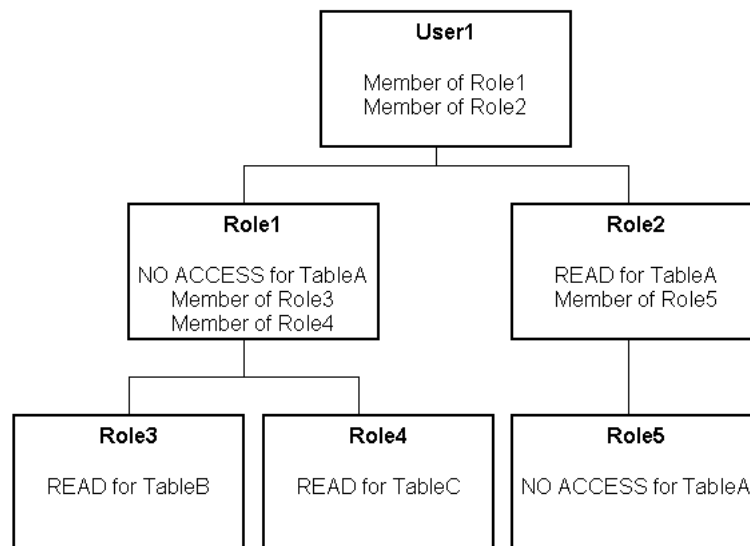 User1
Member of Role1
Member of Role2
Role1
NO ACCESS for TableA
Member of Role3
Member of Role4
Role2
READ for TableA
Member of Role5
Role3
READ for TableB
Role4
READ for TableC
Role5
NO ACCESS for TableA